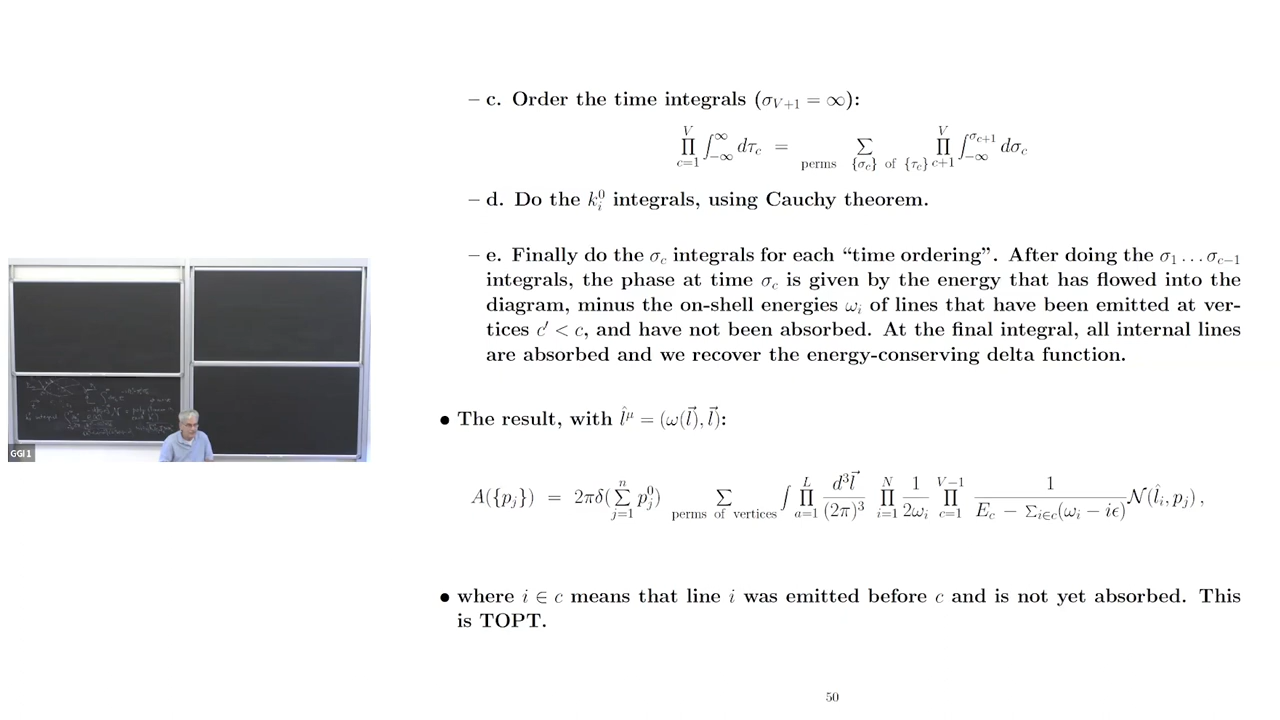 – c. Order the time integrals (σ_{V+1} = ∞):
∏_{c=1}^{V} ∫_{−∞}^{∞} dτ_c = ∑_{perms {σ_c} of {τ_c}} ∏_{c+1}^{V} ∫_{−∞}^{σ_{c+1}} dσ_c
– d. Do the k_i^0 integrals, using Cauchy theorem.
– e. Finally do the σ_c integrals for each “time ordering”. After doing the σ_1 … σ_{c−1}
integrals, the phase at time σ_c is given by the energy that has flowed into the
diagram, minus the on-shell energies ω_i of lines that have been emitted at ver-
tices c′ < c, and have not been absorbed. At the final integral, all internal lines
are absorbed and we recover the energy-conserving delta function.
● The result, with l̂^μ = (ω(l⃗), l⃗):
A({p_j}) = 2πδ(∑_{j=1}^{n} p_j^0) ∑_{perms of vertices} ∫ ∏_{a=1}^{L} d³l⃗/(2π)³ ∏_{i=1}^{N} 1/2ω_i ∏_{c=1}^{V−1} 1/(E_c − Σ_{i∈c}(ω_i − iϵ)) 𝒩(l̂_i, p_j),
● where i ∈ c means that line i was emitted before c and is not yet absorbed. This
is TOPT.
50
GGI 1